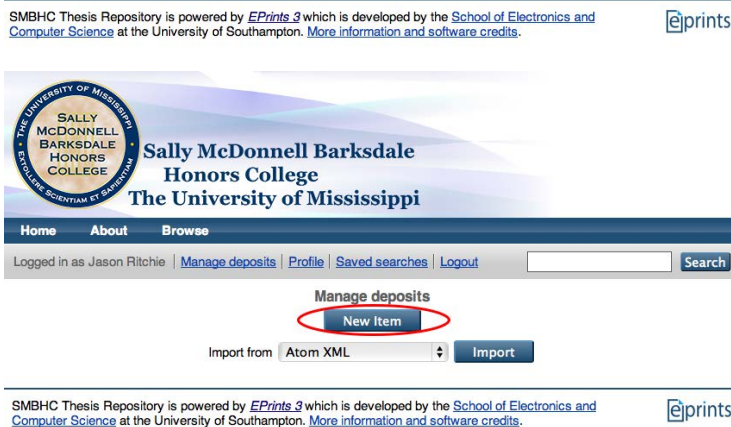 SMBHC Thesis Repository is powered by EPrints 3 which is developed by the School of Electronics and
Computer Science at the University of Southampton. More information and software credits.
eprints
THE UNIVERSITY OF MISSISSIPPI
SALLY
MCDONNELL
BARKSDALE
HONORS
COLLEGE
EXTOLLERE SCIENTIAM ET SAPIENTIAM
Sally McDonnell Barksdale
Honors College
The University of Mississippi
Home About Browse
Logged in as Jason Ritchie | Manage deposits | Profile | Saved searches | Logout Search
Manage deposits
New Item
Import from Atom XML Import
SMBHC Thesis Repository is powered by EPrints 3 which is developed by the School of Electronics and
Computer Science at the University of Southampton. More information and software credits.
eprints